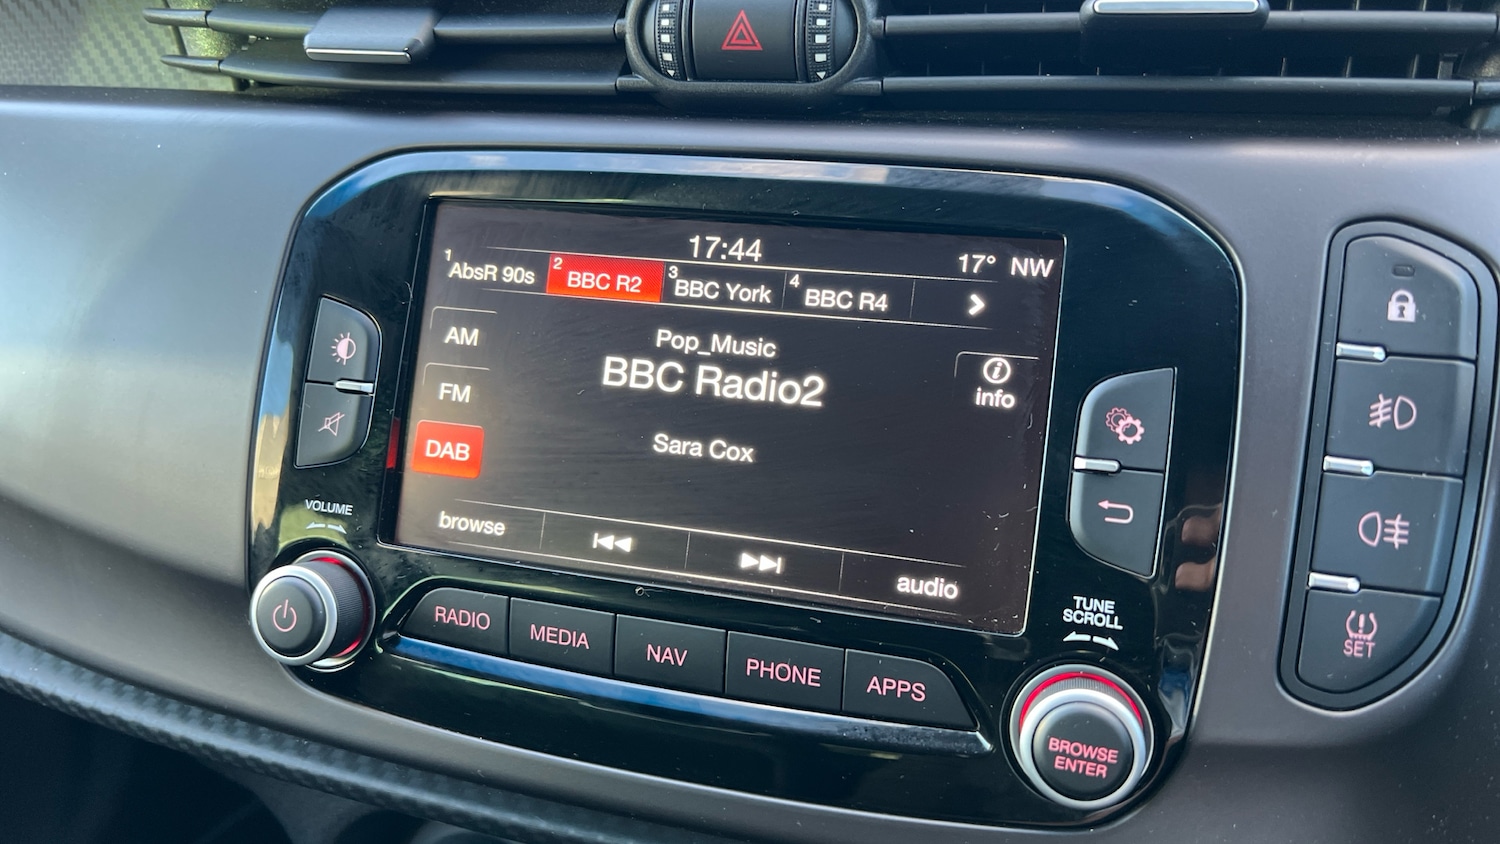 17:44
17° NW
1 AbsR 90s
2 BBC R2
3 BBC York
4 BBC R4
AM
Pop_Music
BBC Radio2
info
FM
DAB
Sara Cox
browse
audio
VOLUME
TUNE
SCROLL
RADIO
MEDIA
NAV
PHONE
APPS
BROWSE
ENTER
SET